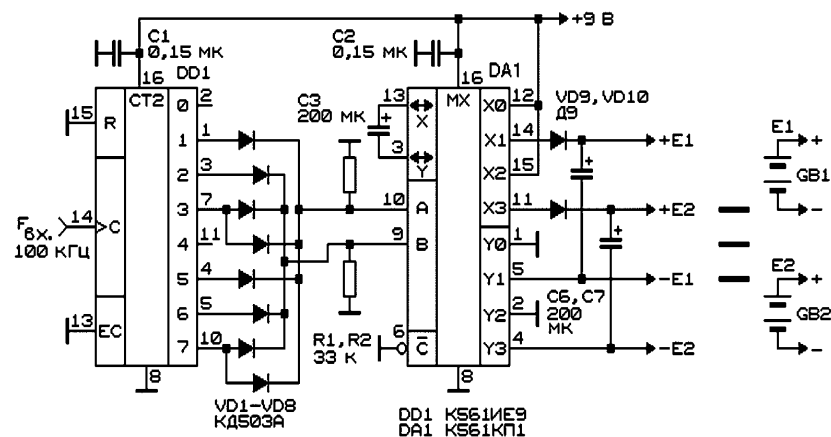 +9 В
C1
0,15 МК
C2
0,15 МК
16
DD1
16
DA1
CT2
0
2
C3
200 МК
13
X
MX
X0
12
VD9, VD10
Д9
15
R
1
1
3
Y
X1
14
+E1
E1
+
GB1
-
2
3
X2
15
F вх.
100 кГц
14
C
3
7
10
A
X3
11
+E2
4
11
9
B
Y0
1
5
4
Y1
5
-E1
E2
+
GB2
-
6
5
C6, C7
200
МК
Y2
2
13
EC
7
10
R1, R2
33 К
6
C
Y3
4
-E2
8
8
VD1-VD8
КД503А
DD1 К561ИЕ9
DA1 К561КП1